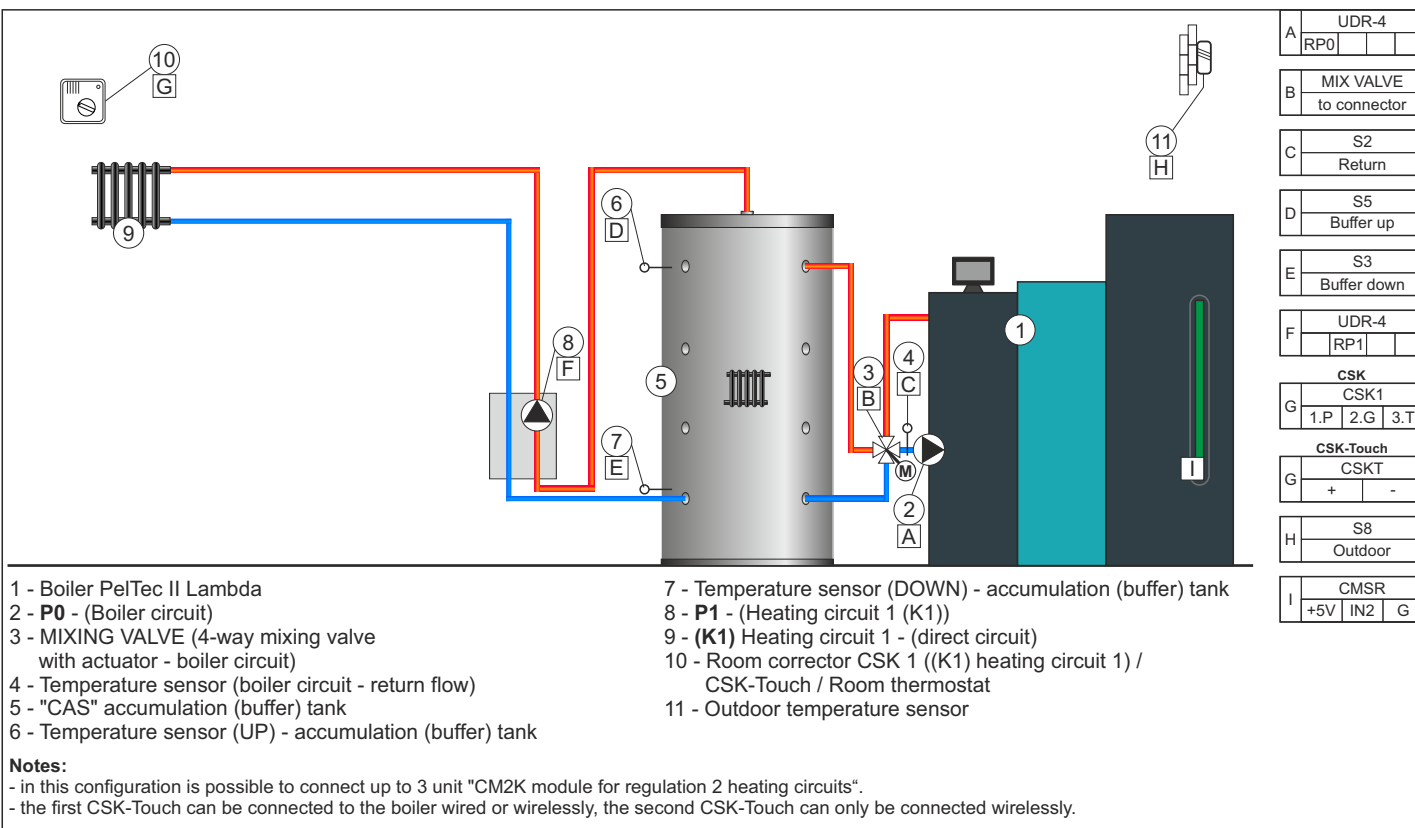 10
G
11
H
9
6
D
8
F
5
7
E
3
B
4
C
M
2
A
1
I
A UDR-4
RP0
B MIX VALVE
to connector
C S2
Return
D S5
Buffer up
E S3
Buffer down
F UDR-4
RP1
CSK
G CSK1
1.P 2.G 3.T
CSK-Touch
G CSKT
+ -
H S8
Outdoor
I CMSR
+5V IN2 G
1 - Boiler PelTec II Lambda
2 - P0 - (Boiler circuit)
3 - MIXING VALVE (4-way mixing valve
with actuator - boiler circuit)
4 - Temperature sensor (boiler circuit - return flow)
5 - "CAS" accumulation (buffer) tank
6 - Temperature sensor (UP) - accumulation (buffer) tank
7 - Temperature sensor (DOWN) - accumulation (buffer) tank
8 - P1 - (Heating circuit 1 (K1))
9 - (K1) Heating circuit 1 - (direct circuit)
10 - Room corrector CSK 1 ((K1) heating circuit 1) /
CSK-Touch / Room thermostat
11 - Outdoor temperature sensor
Notes:
- in this configuration is possible to connect up to 3 unit "CM2K module for regulation 2 heating circuits“.
- the first CSK-Touch can be connected to the boiler wired or wirelessly, the second CSK-Touch can only be connected wirelessly.